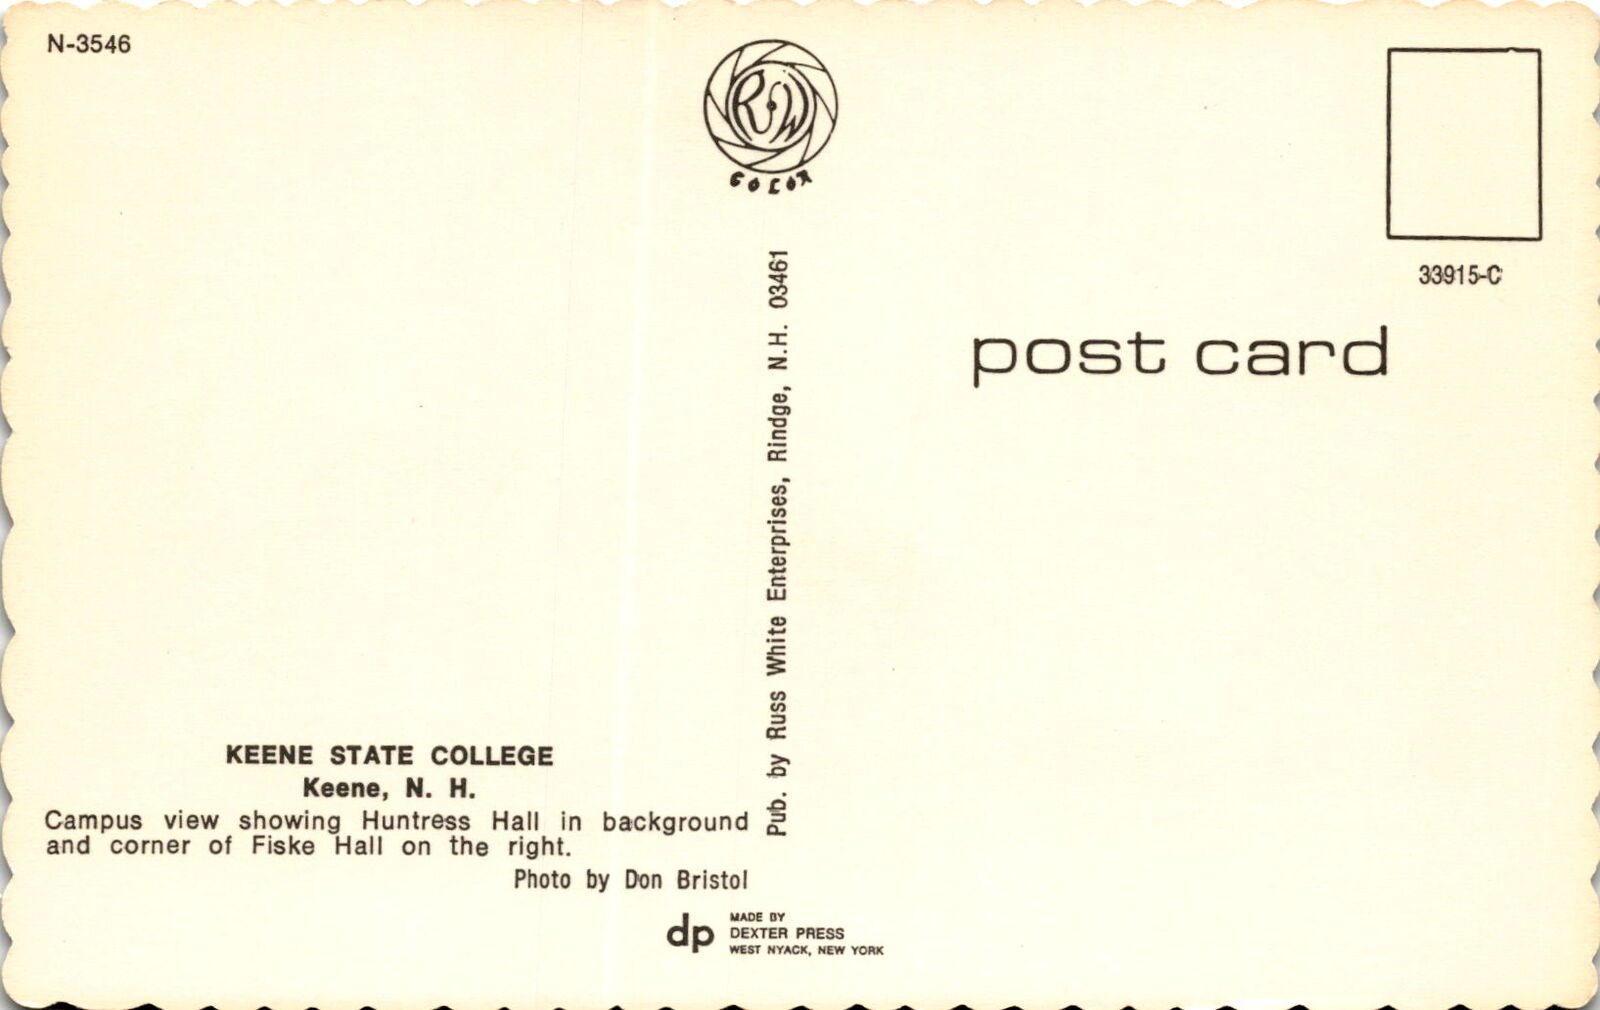 N-3546
RSW
COLOR
33915-C
post card
Pub. by Russ White Enterprises, Rindge, N.H. 03461
KEENE STATE COLLEGE
Keene, N. H.
Campus view showing Huntress Hall in background
and corner of Fiske Hall on the right.
Photo by Don Bristol
dp
MADE BY
DEXTER PRESS
WEST NYACK, NEW YORK